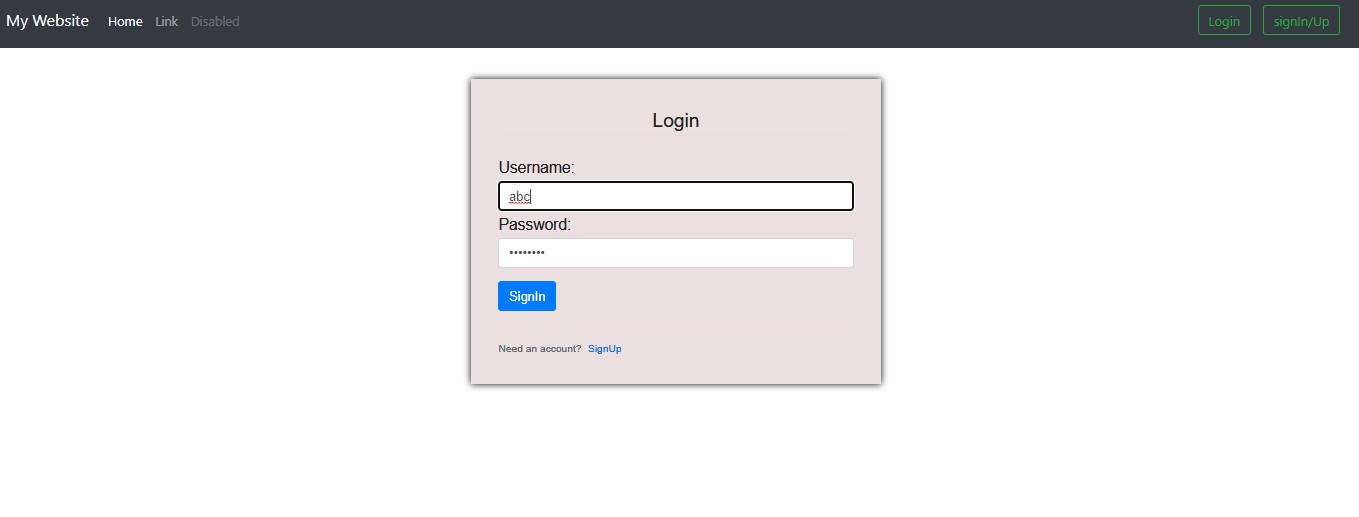 My Website Home Link Disabled Login signIn/Up
Login
Username:
abc
Password:
••••••••
SignIn
Need an account? SignUp